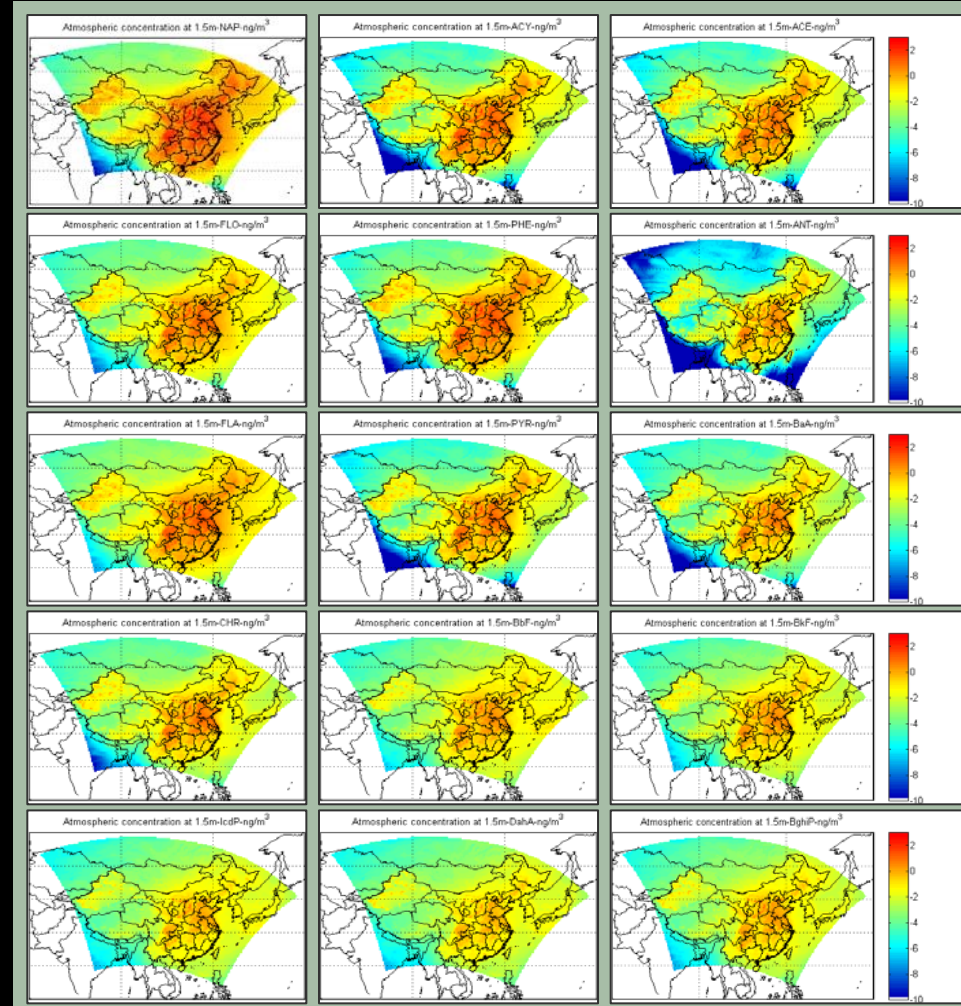 Atmospheric concentration at 1.5m-NAP-ng/m³
Atmospheric concentration at 1.5m-ACY-ng/m³
Atmospheric concentration at 1.5m-ACE-ng/m³
2
0
-2
-4
-6
-8
-10
Atmospheric concentration at 1.5m-FLO-ng/m³
Atmospheric concentration at 1.5m-PHE-ng/m³
Atmospheric concentration at 1.5m-ANT-ng/m³
2
0
-2
-4
-6
-8
-10
Atmospheric concentration at 1.5m-FLA-ng/m³
Atmospheric concentration at 1.5m-PYR-ng/m³
Atmospheric concentration at 1.5m-BaA-ng/m³
2
0
-2
-4
-6
-8
-10
Atmospheric concentration at 1.5m-CHR-ng/m³
Atmospheric concentration at 1.5m-BbF-ng/m³
Atmospheric concentration at 1.5m-BkF-ng/m³
2
0
-2
-4
-6
-8
-10
Atmospheric concentration at 1.5m-IcdP-ng/m³
Atmospheric concentration at 1.5m-DahA-ng/m³
Atmospheric concentration at 1.5m-BghiP-ng/m³
2
0
-2
-4
-6
-8
-10